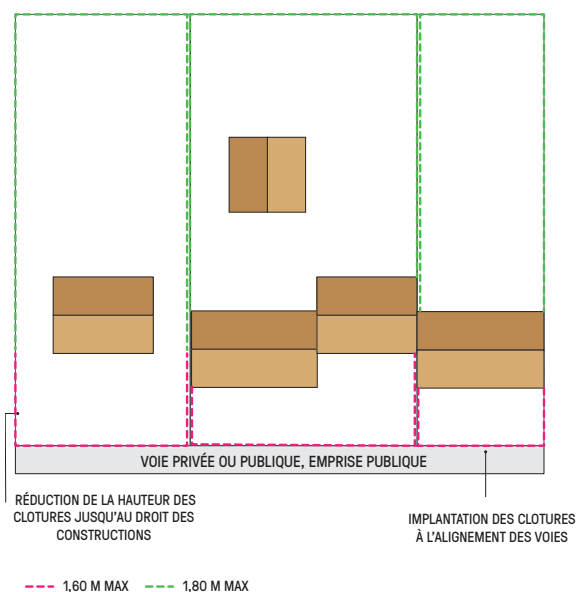 VOIE PRIVÉE OU PUBLIQUE, EMPRISE PUBLIQUE
RÉDUCTION DE LA HAUTEUR DES
CLOTURES JUSQU'AU DROIT DES
CONSTRUCTIONS
IMPLANTATION DES CLOTURES
À L'ALIGNEMENT DES VOIES
1,60 M MAX
1,80 M MAX